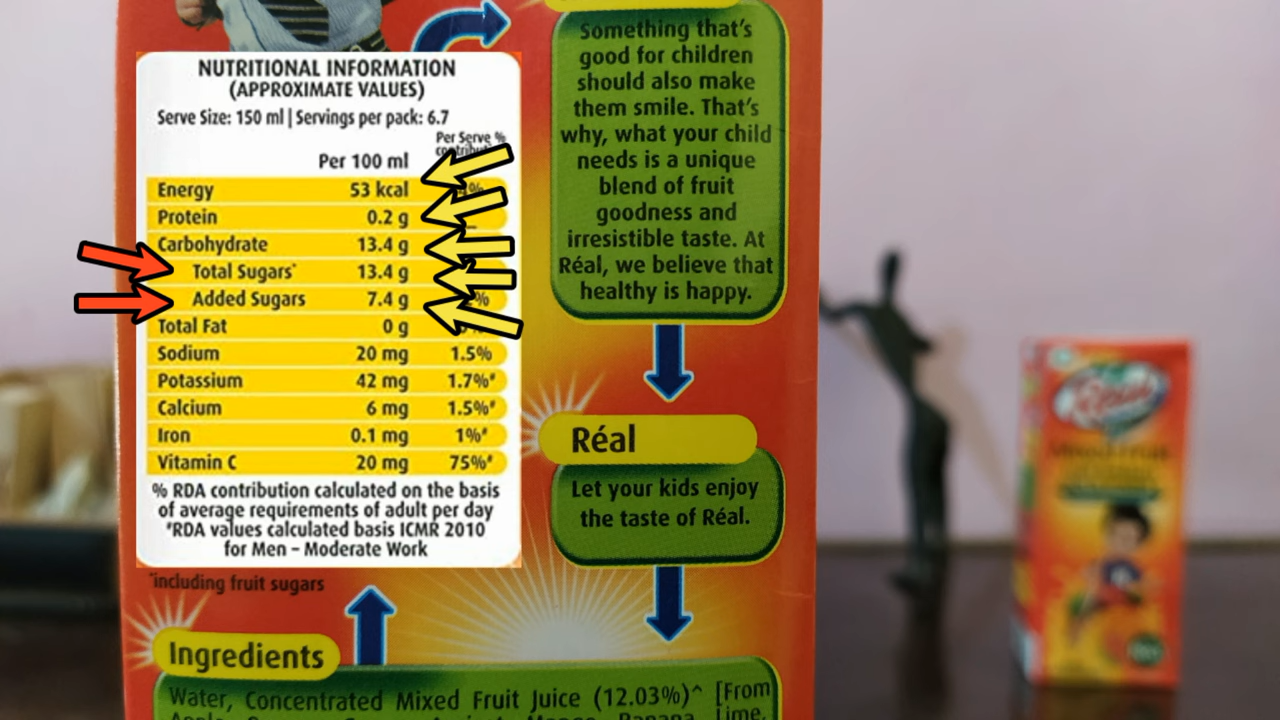 NUTRITIONAL INFORMATION
(APPROXIMATE VALUES)
Serve Size: 150 ml | Servings per pack: 6.7
Per Serve %
Per 100 ml
Energy 53 kcal
Protein 0.2 g
Carbohydrate 13.4 g
Total Sugars* 13.4 g
Added Sugars 7.4 g
Total Fat 0 g
Sodium 20 mg 1.5%
Potassium 42 mg 1.7%#
Calcium 6 mg 1.5%#
Iron 0.1 mg 1%#
Vitamin C 20 mg 75%#
% RDA contribution calculated on the basis
of average requirements of adult per day
#RDA values calculated basis ICMR 2010
for Men – Moderate Work
*including fruit sugars
Ingredients
Water, Concentrated Mixed Fruit Juice (12.03%)^ [From
Lime,
Something that's
good for children
should also make
them smile. That's
why, what your child
needs is a unique
blend of fruit
goodness and
irresistible taste. At
Réal, we believe that
healthy is happy.
Réal
Let your kids enjoy
the taste of Réal.
Réal